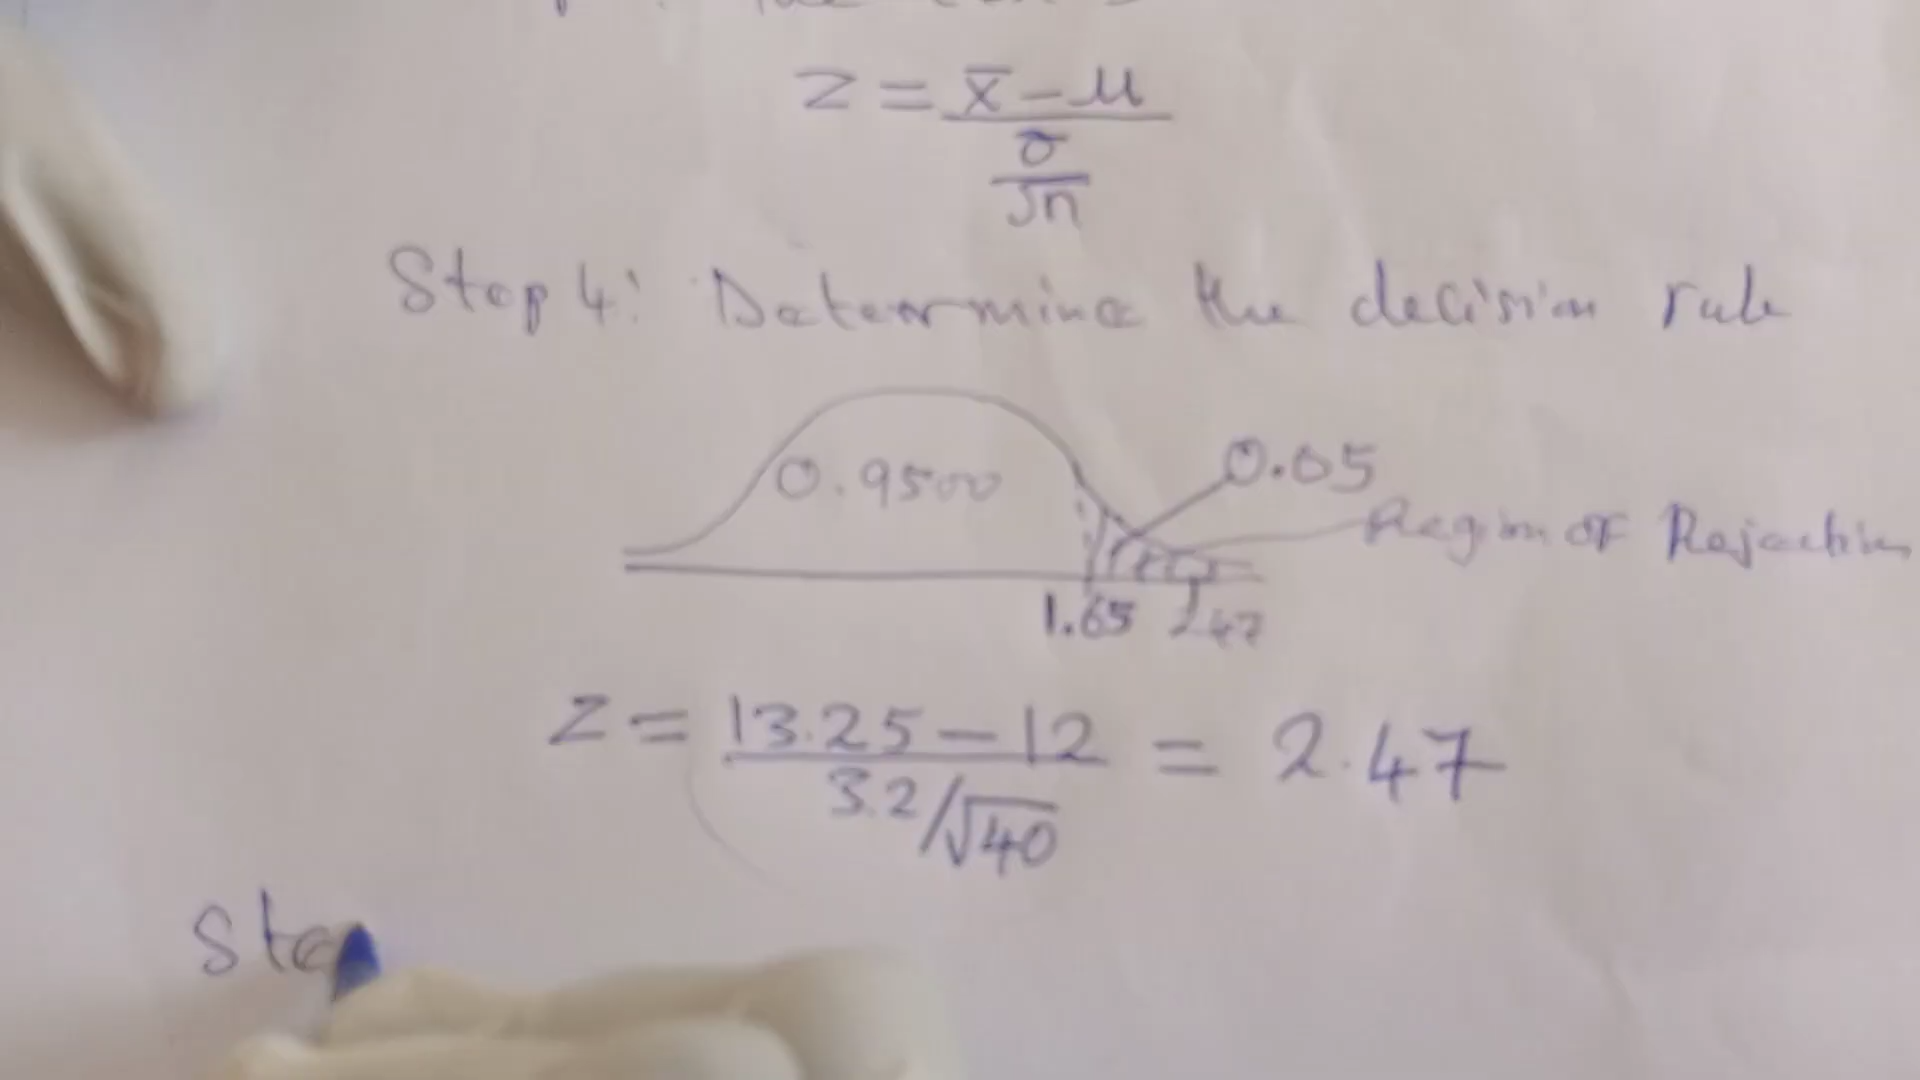 Z = x̄ - μ
σ
√n
Step 4: Determine the decision rule
0.9500
0.05
Region of Rejection
1.65 2.47
Z = 13.25 - 12 = 2.47
3.2/√40
Ste